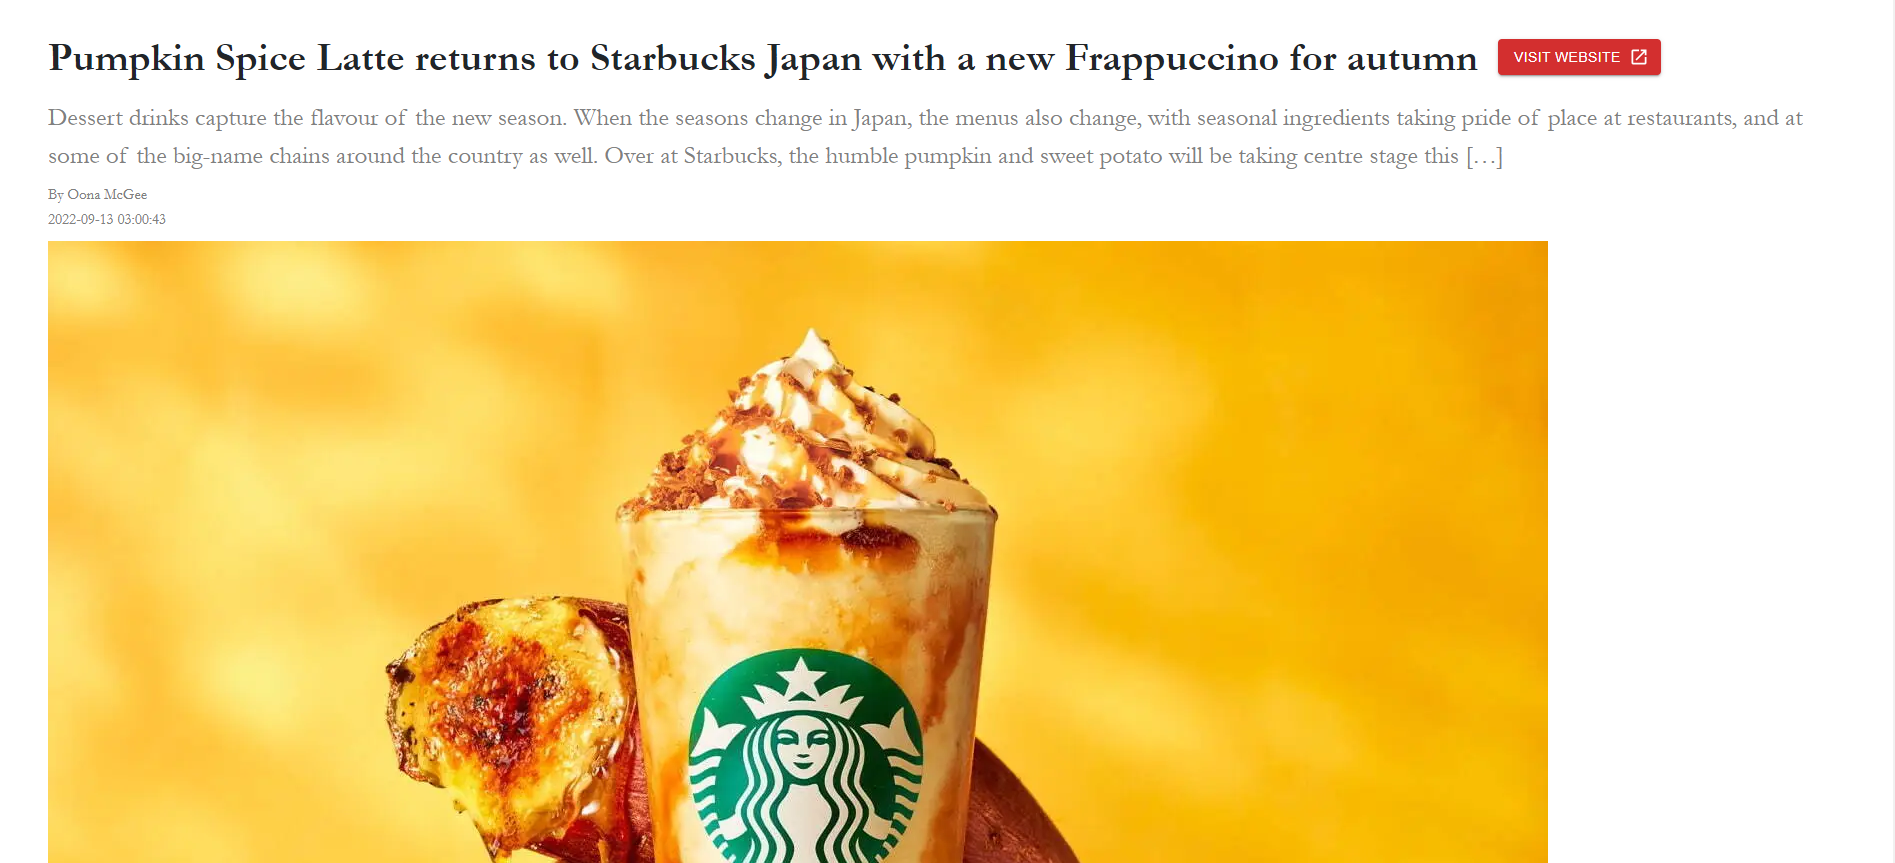 Pumpkin Spice Latte returns to Starbucks Japan with a new Frappuccino for autumn
VISIT WEBSITE
Dessert drinks capture the flavour of the new season. When the seasons change in Japan, the menus also change, with seasonal ingredients taking pride of place at restaurants, and at
some of the big-name chains around the country as well. Over at Starbucks, the humble pumpkin and sweet potato will be taking centre stage this […]
By Oona McGee
2022-09-13 03:00:43